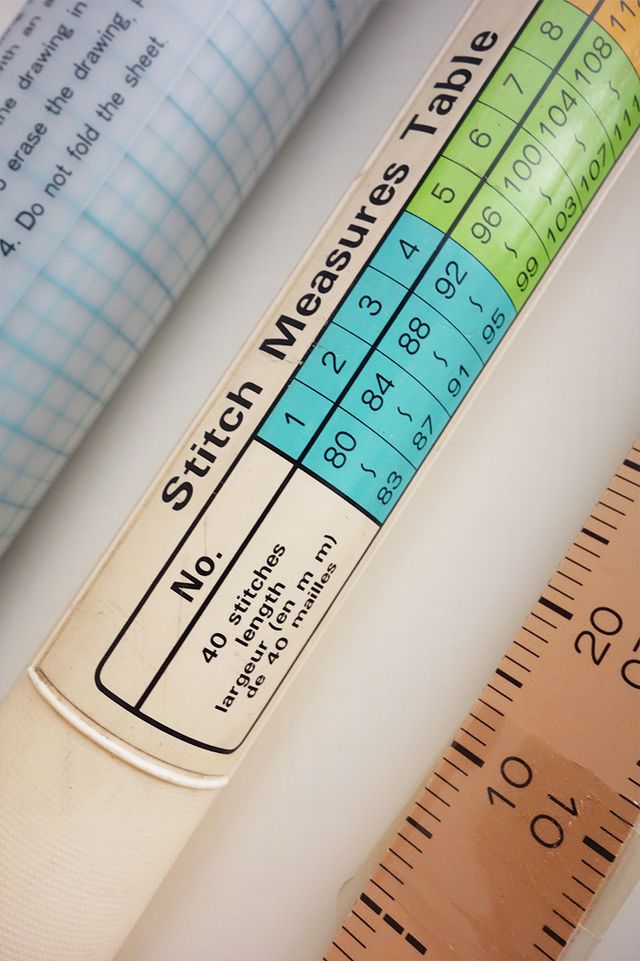 he drawing in
erase the drawing,
4. Do not fold the sheet.
Stitch Measures Table
No. 1 2 3 4 5 6 7 8
40 stitches
length
largeur (en m m)
de 40 mailles
80 ~ 83
84 ~ 87
88 ~ 91
92 ~ 95
96 ~ 99
100 ~ 103
104 ~ 107
108 ~ 111
20
10
10